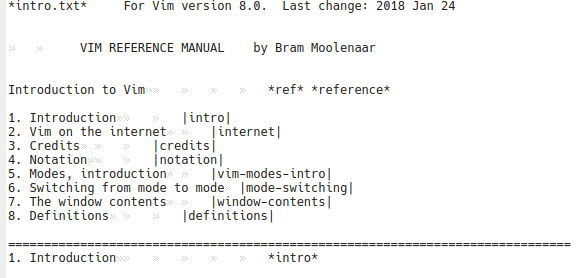 *intro.txt*     For Vim version 8.0.  Last change: 2018 Jan 24
»   »     VIM REFERENCE MANUAL    by Bram Moolenaar
Introduction to Vim»»   »   »   »   *ref* *reference*
1. Introduction»»   »   »   |intro|
2. Vim on the internet»   »   |internet|
3. Credits»   »   »   |credits|
4. Notation»»   »   |notation|
5. Modes, introduction»   »   |vim-modes-intro|
6. Switching from mode to mode»   |mode-switching|
7. The window contents»   »   |window-contents|
8. Definitions»   »   »   |definitions|
==============================================================================
1. Introduction»»   »   »   »   »   *intro*